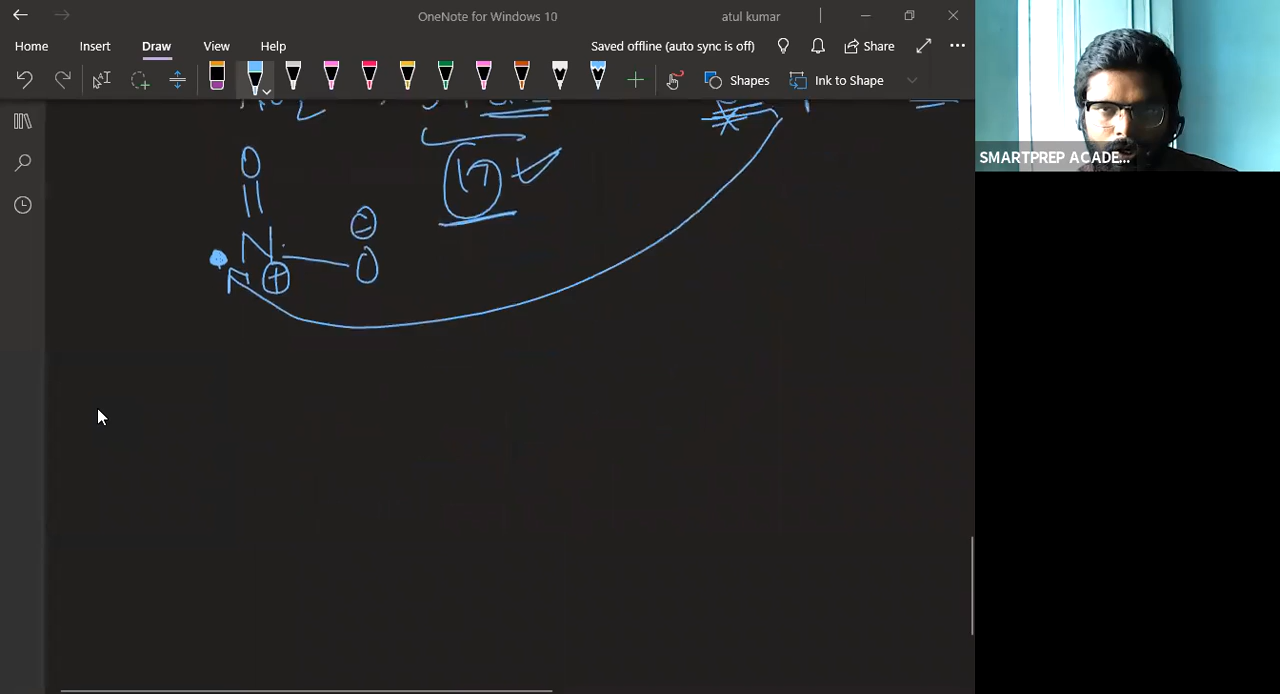 OneNote for Windows 10
atul kumar
Home Insert Draw View Help
Saved offline (auto sync is off)
Share
Shapes
Ink to Shape
SMARTPREP ACADE...
O
17
N
O